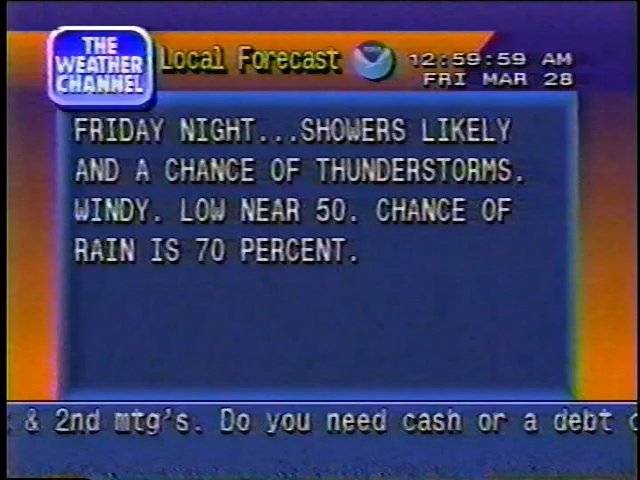 THE
WEATHER
CHANNEL
Local Forecast
12:59:59 AM
FRI MAR 28
FRIDAY NIGHT...SHOWERS LIKELY
AND A CHANCE OF THUNDERSTORMS.
WINDY. LOW NEAR 50. CHANCE OF
RAIN IS 70 PERCENT.
& 2nd mtg's. Do you need cash or a debt